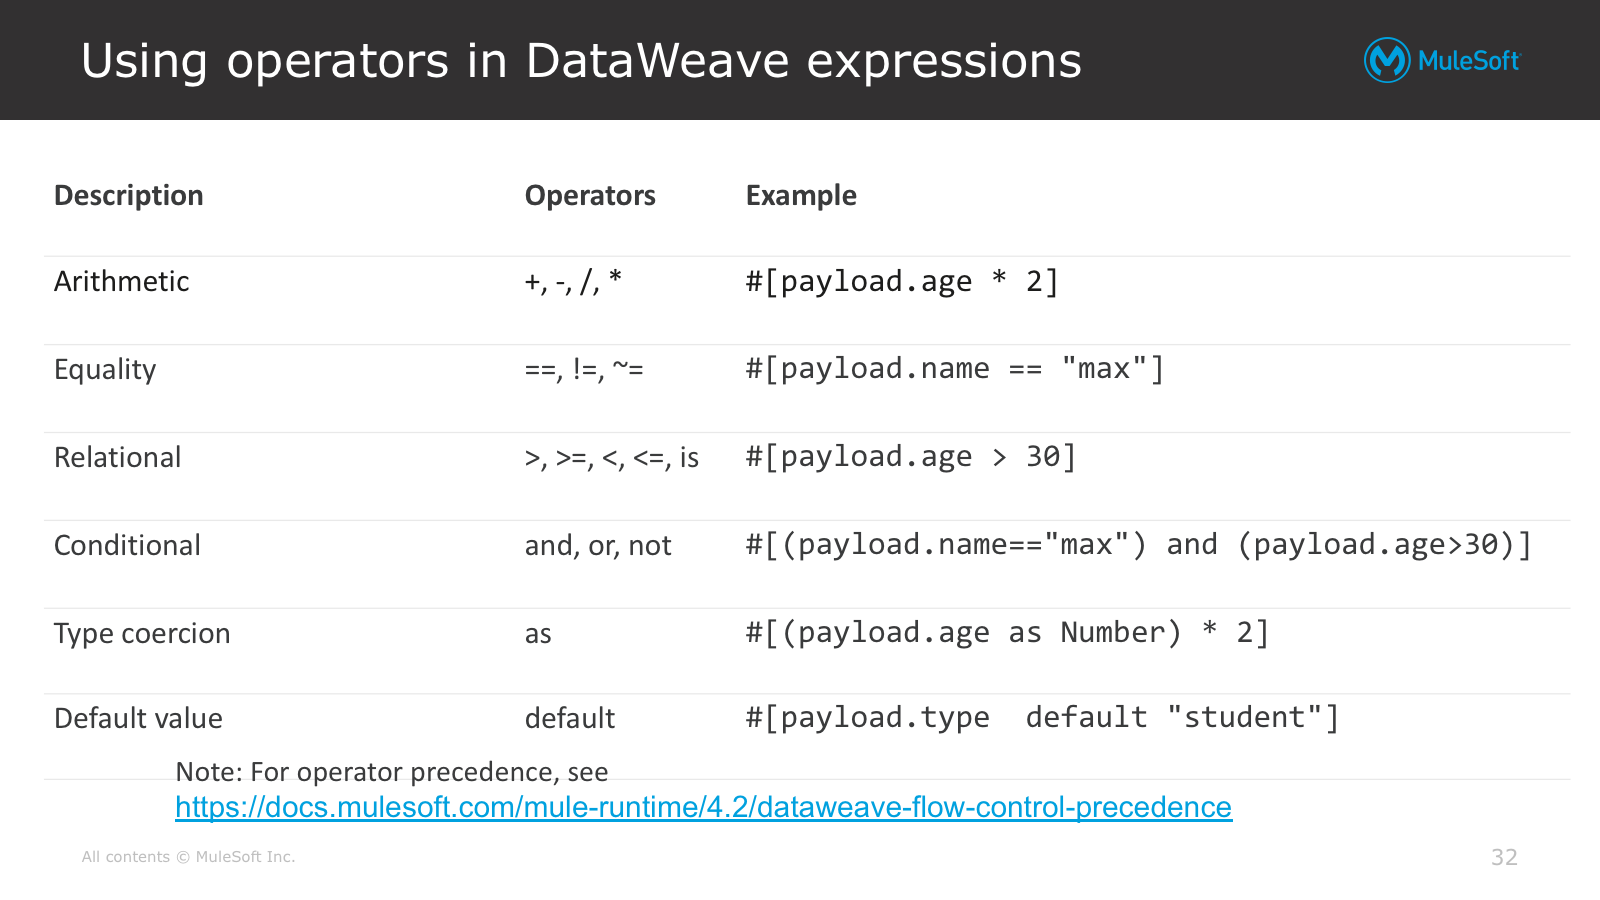 Using operators in DataWeave expressions
MuleSoft
Description Operators Example
Arithmetic +, -, /, * #[payload.age * 2]
Equality ==, !=, ~= #[payload.name == "max"]
Relational >, >=, <, <=, is #[payload.age > 30]
Conditional and, or, not #[(payload.name=="max") and (payload.age>30)]
Type coercion as #[(payload.age as Number) * 2]
Default value default #[payload.type  default "student"]
Note: For operator precedence, see
https://docs.mulesoft.com/mule-runtime/4.2/dataweave-flow-control-precedence
All contents © MuleSoft Inc.
32